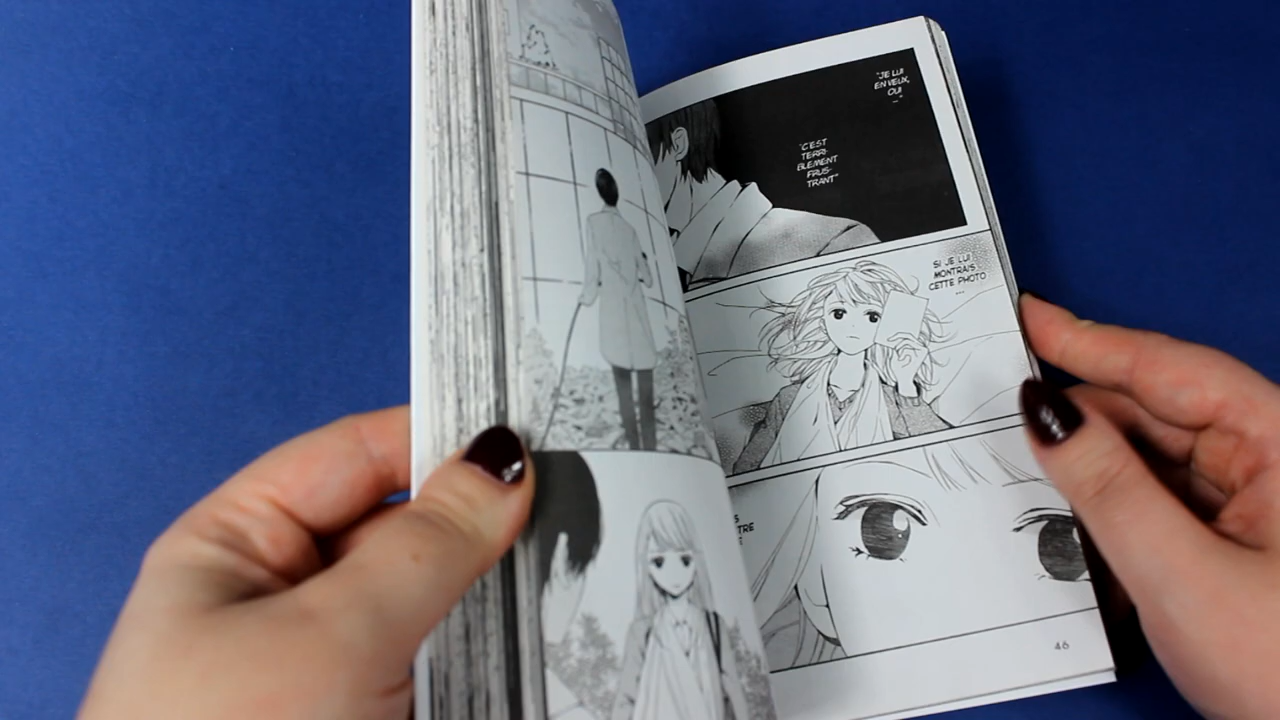 "JE LUI
EN VEUX,
OUI
..."
"C'EST
TERRI-
BLEMENT
FRUS-
TRANT"
SI JE LUI
MONTRAIS
CETTE PHOTO
...
46